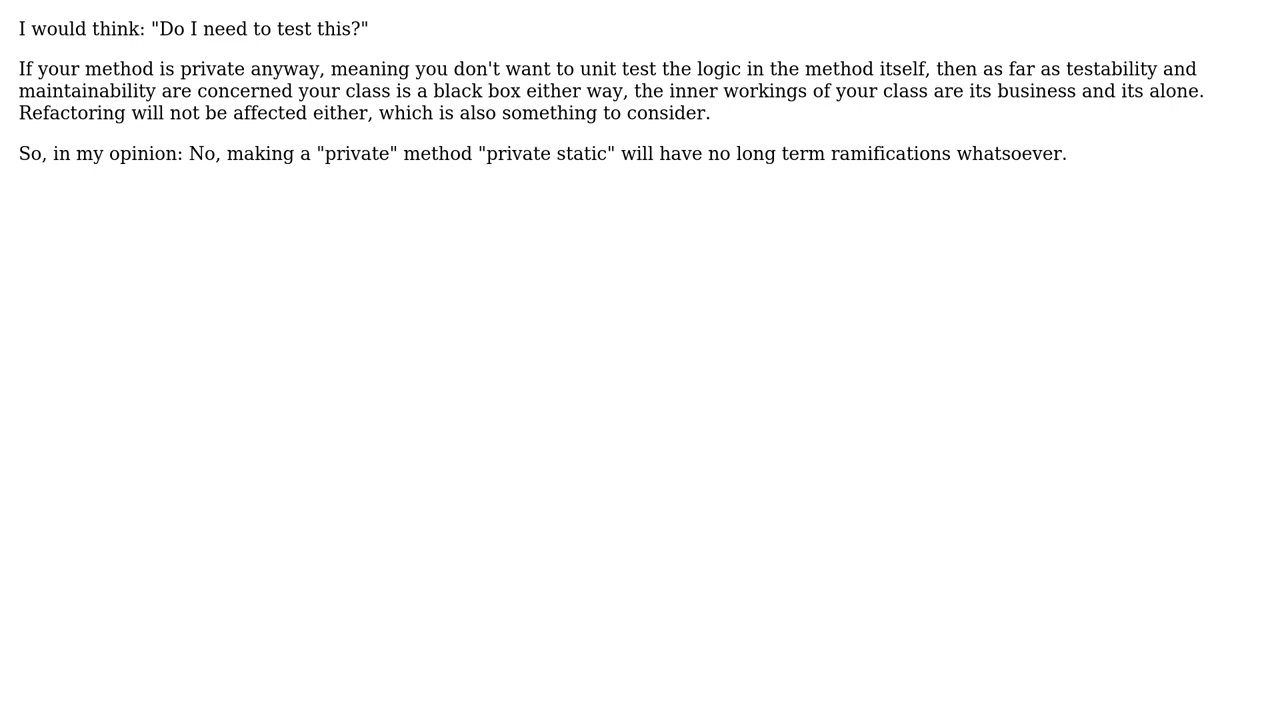 I would think: "Do I need to test this?"
If your method is private anyway, meaning you don't want to unit test the logic in the method itself, then as far as testability and
maintainability are concerned your class is a black box either way, the inner workings of your class are its business and its alone.
Refactoring will not be affected either, which is also something to consider.
So, in my opinion: No, making a "private" method "private static" will have no long term ramifications whatsoever.